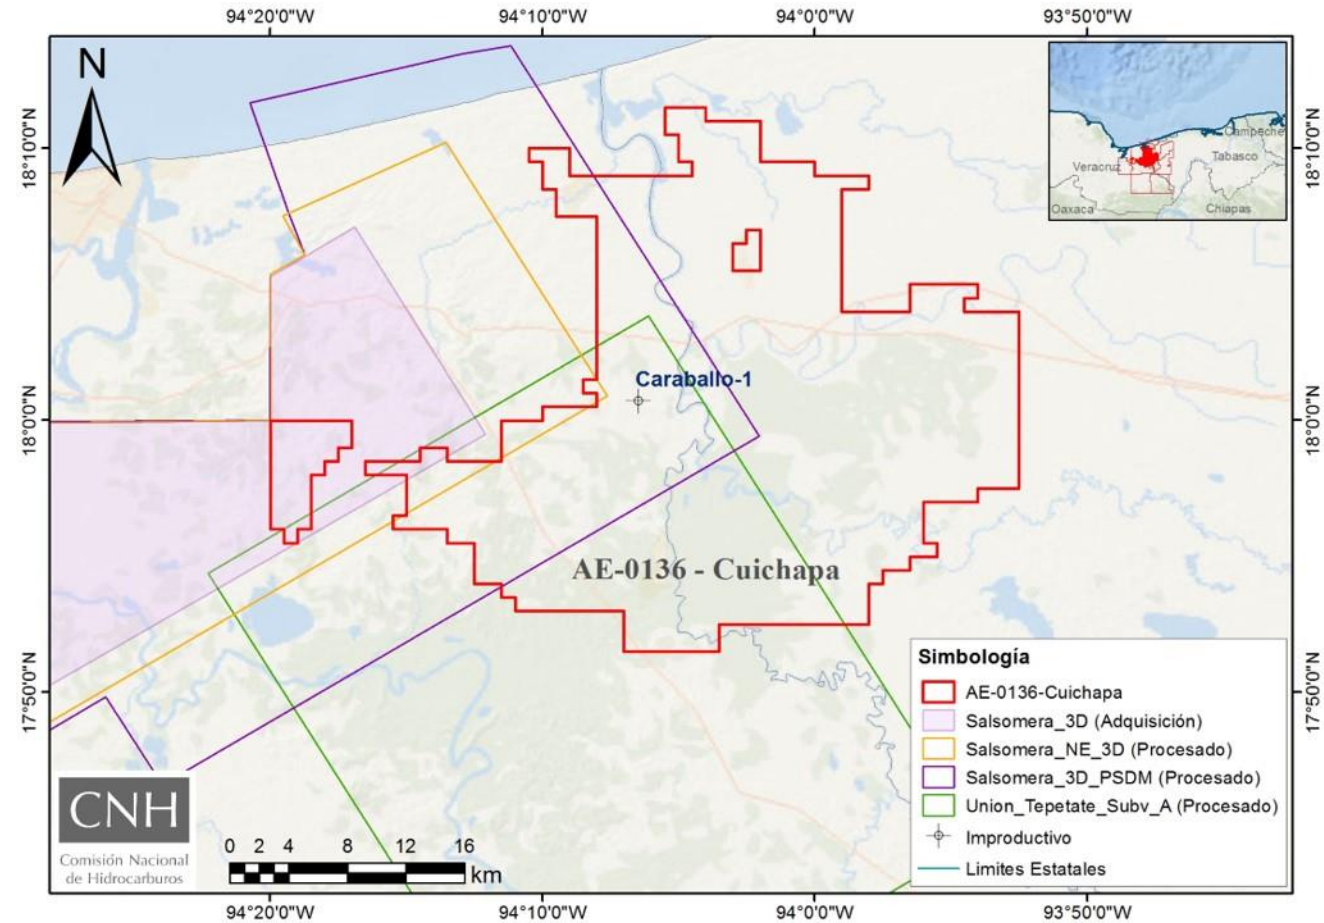 94°20'0"W 94°10'0"W 94°0'0"W 93°50'0"W
N
18°10'0"N
18°10'0"N
Campeche
Veracruz
Tabasco
Oaxaca
Chiapas
Caraballo-1
18°0'0"N
18°0'0"N
AE-0136 - Cuichapa
17°50'0"N
17°50'0"N
Simbología
AE-0136-Cuichapa
Salsomera_3D (Adquisición)
Salsomera_NE_3D (Procesado)
Salsomera_3D_PSDM (Procesado)
Union_Tepetate_Subv_A (Procesado)
Improductivo
Limites Estatales
CNH
Comisión Nacional
de Hidrocarburos
0 2 4 8 12 16
km
94°20'0"W 94°10'0"W 94°0'0"W 93°50'0"W